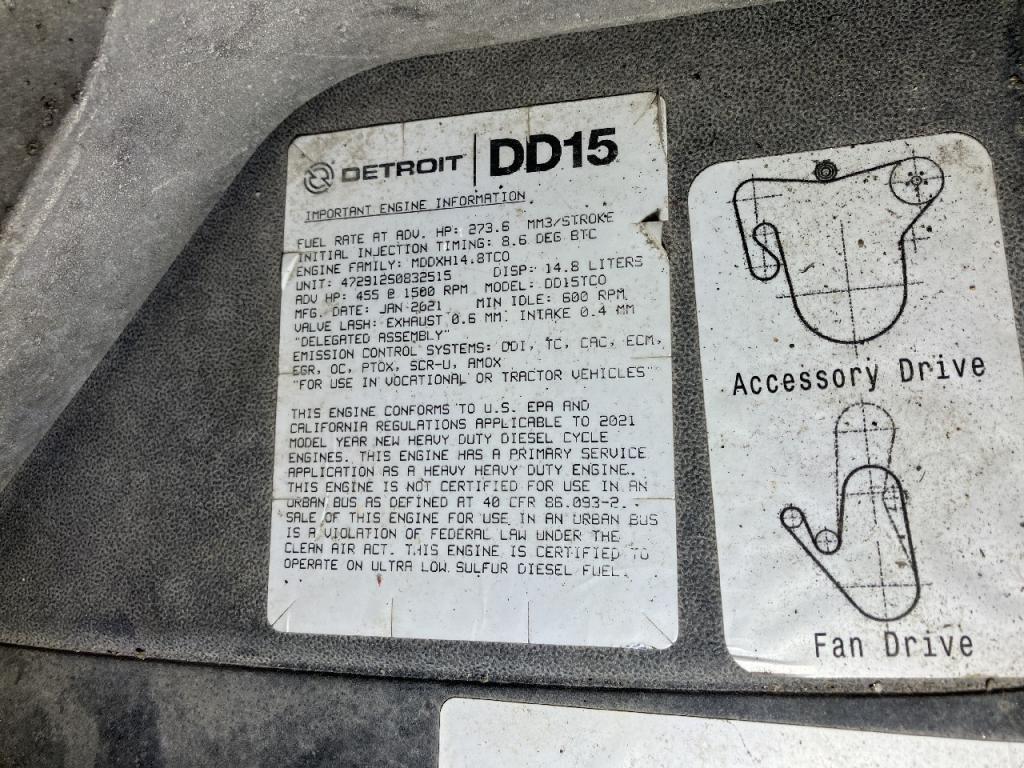 DETROIT DD15
IMPORTANT ENGINE INFORMATION
FUEL RATE AT ADV. HP: 273.6 MM3/STROKE
INITIAL INJECTION TIMING: 8.6 DEG BTC
ENGINE FAMILY: MDDXH14.8TCO
UNIT: 472912S0832515 DISP: 14.8 LITERS
ADV HP: 455 @ 1500 RPM MODEL: DD15TCO
MFG. DATE: JAN 2021 MIN IDLE: 600 RPM
VALVE LASH: EXHAUST 0.6 MM: INTAKE 0.4 MM
"DELEGATED ASSEMBLY"
EMISSION CONTROL SYSTEMS: DDI, TC, CAC, ECM,
EGR, OC, PTOX, SCR-U, AMOX
"FOR USE IN VOCATIONAL OR TRACTOR VEHICLES"
THIS ENGINE CONFORMS TO U.S. EPA AND
CALIFORNIA REGULATIONS APPLICABLE TO 2021
MODEL YEAR NEW HEAVY DUTY DIESEL CYCLE
ENGINES. THIS ENGINE HAS A PRIMARY SERVICE
APPLICATION AS A HEAVY HEAVY DUTY ENGINE.
THIS ENGINE IS NOT CERTIFIED FOR USE IN AN
URBAN BUS AS DEFINED AT 40 CFR 86.093-2.
SALE OF THIS ENGINE FOR USE IN AN URBAN BUS
IS A VIOLATION OF FEDERAL LAW UNDER THE
CLEAN AIR ACT. THIS ENGINE IS CERTIFIED TO
OPERATE ON ULTRA LOW SULFUR DIESEL FUEL.
Accessory Drive
Fan Drive